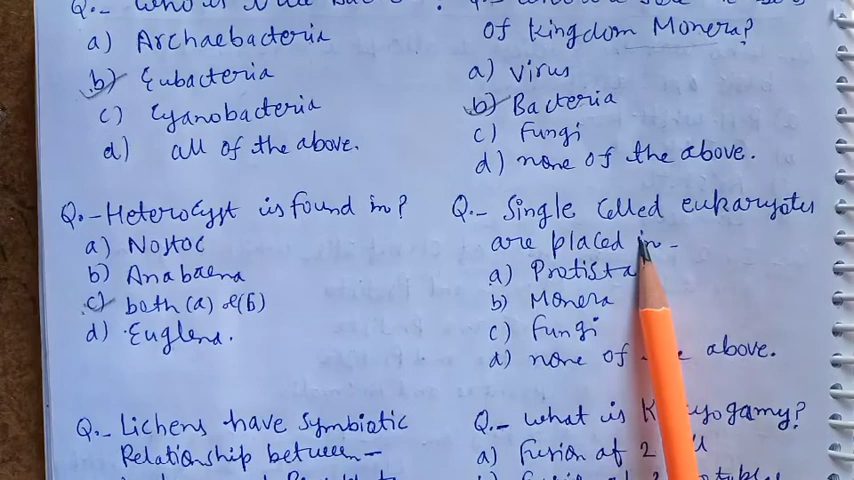 a) Archaebacteria
b) Eubacteria
c) Cyanobacteria
d) all of the above.
of kingdom Monera?
a) Virus
b) Bacteria
c) Fungi
d) none of the above.
Q.- Heterocyst is found in?
a) Nostoc
b) Anabaena
c) both (a) &(b)
d) Euglena.
Q.- Single Celled eukaryotes
are placed in -
a) Protista
b) Monera
c) Fungi
d) none of above.
Q.- Lichens have Symbiotic
Relationship between-
Q.- what is
a) fusion of 2